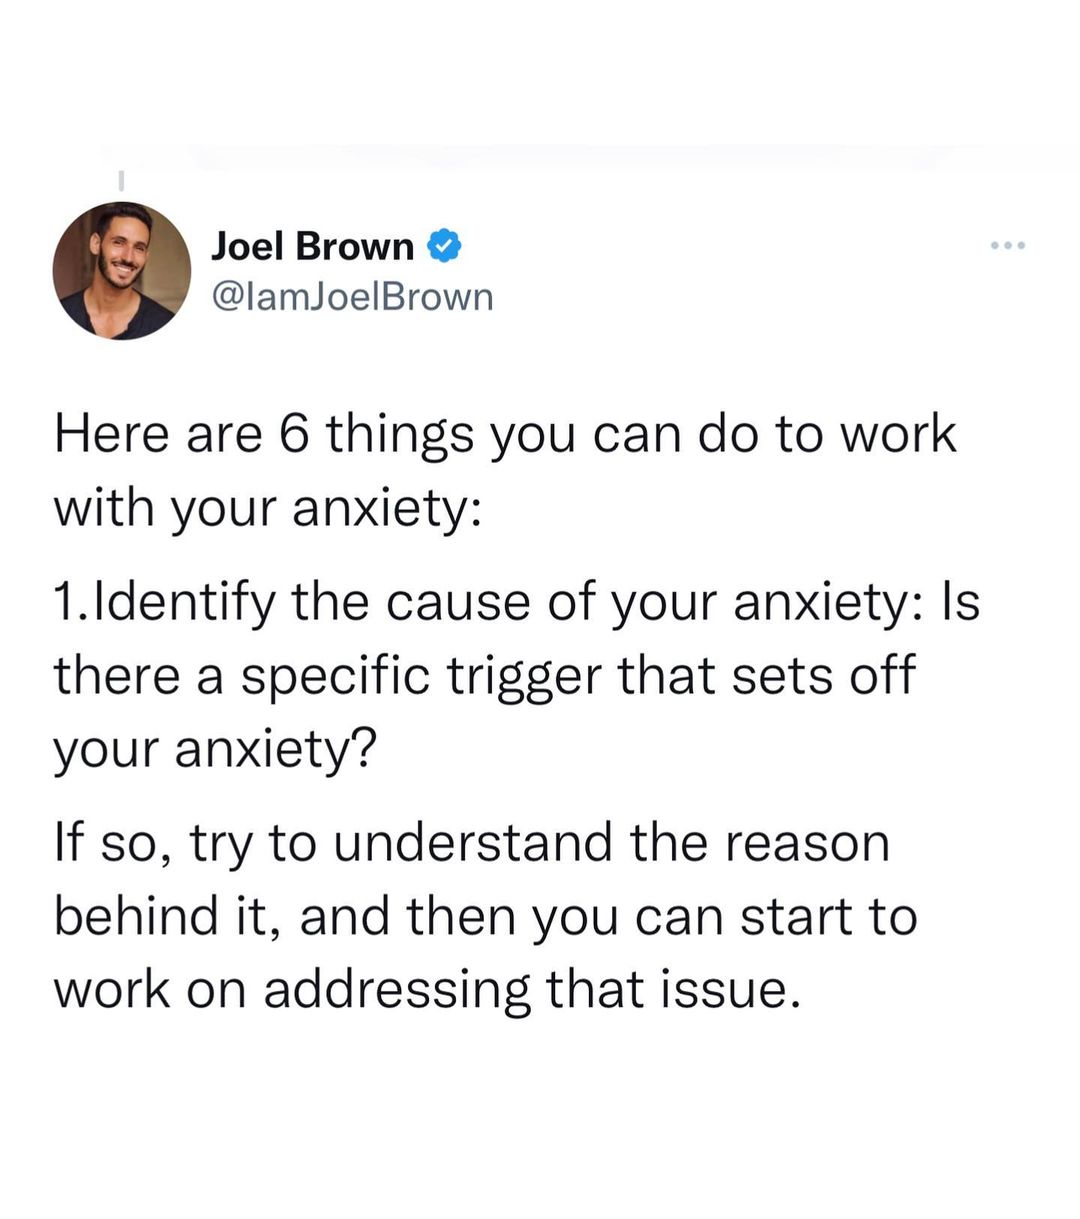 Joel Brown
@IamJoelBrown
Here are 6 things you can do to work
with your anxiety:
1.Identify the cause of your anxiety: Is
there a specific trigger that sets off
your anxiety?
If so, try to understand the reason
behind it, and then you can start to
work on addressing that issue.